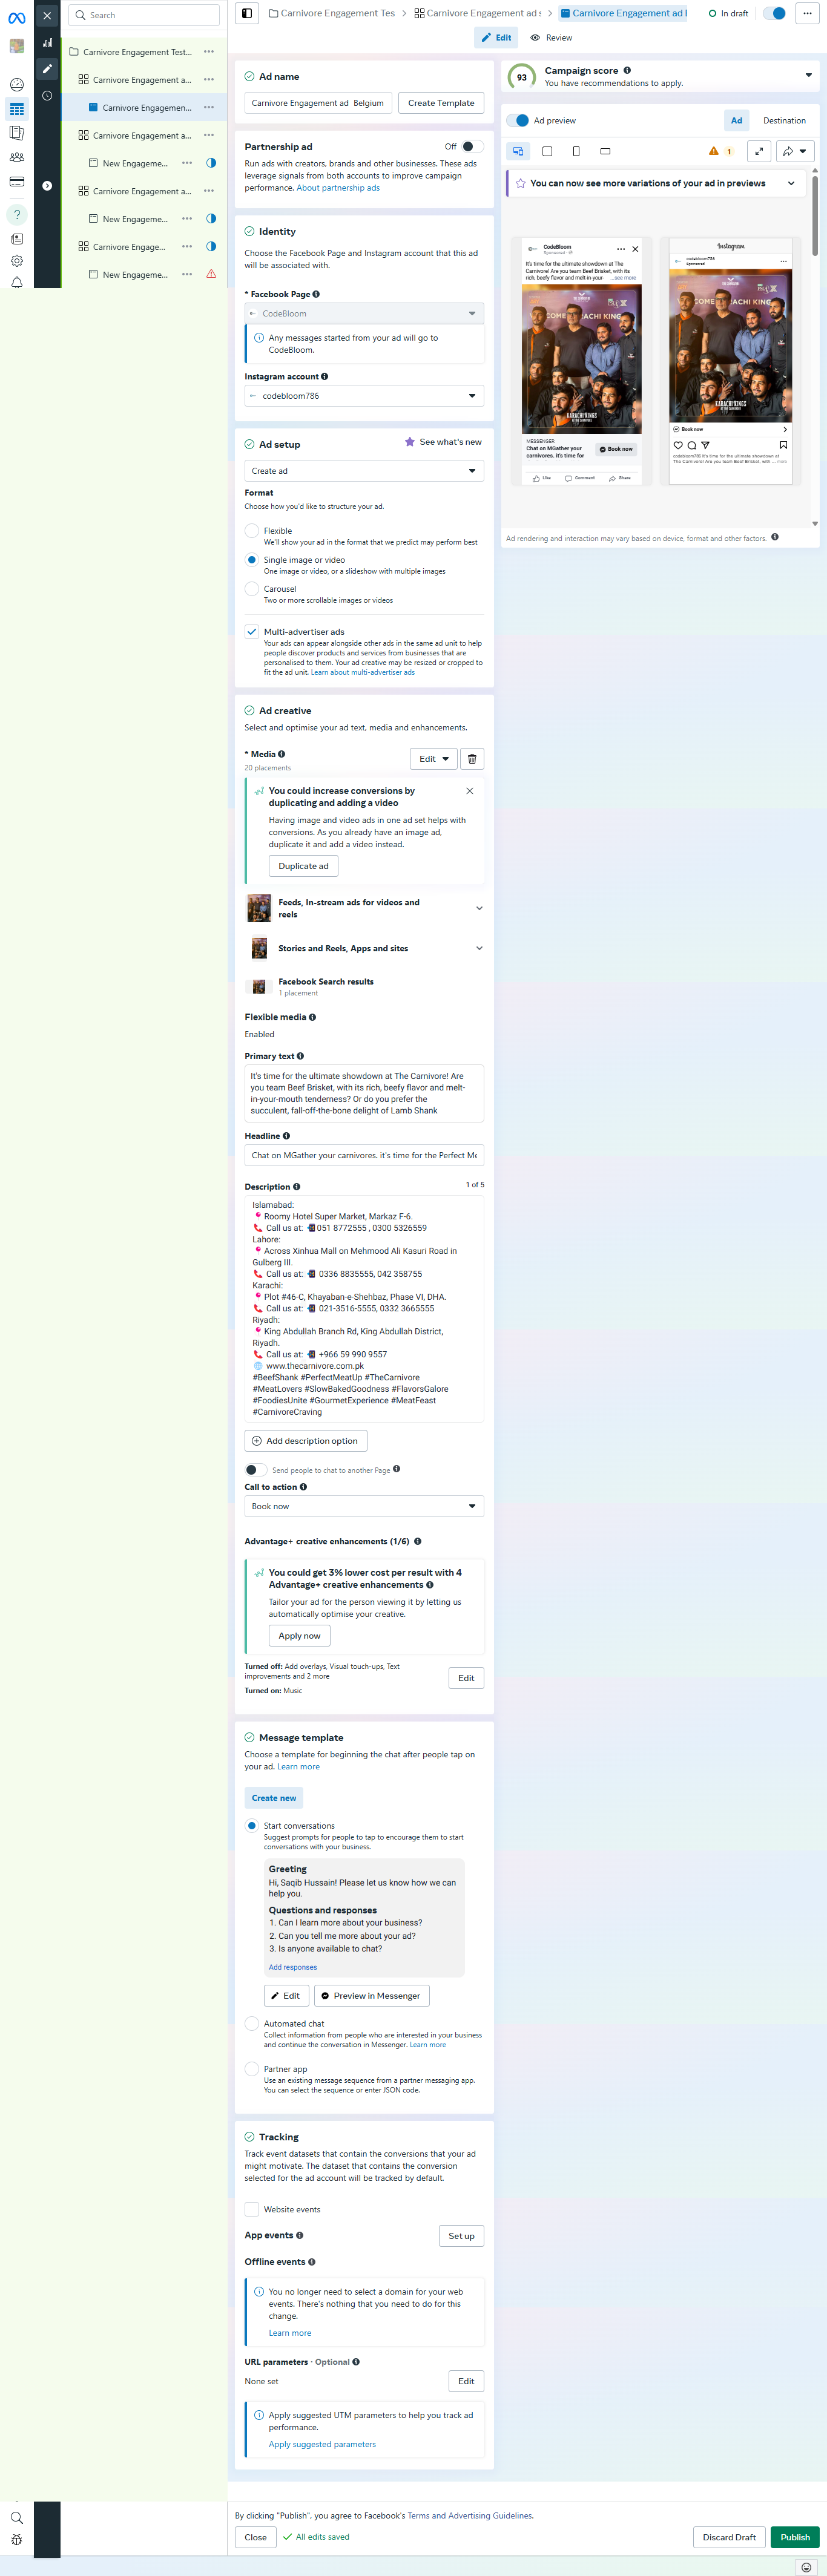 Search
Carnivore Engagement Test...
Carnivore Engagement a...
Carnivore Engagemen...
Carnivore Engagement a...
New Engageme...
Carnivore Engagement a...
New Engageme...
Carnivore Engage...
New Engageme...
Carnivore Engagement Tes
Carnivore Engagement ad s
Carnivore Engagement ad
In draft
Edit
Review
Ad name
Carnivore Engagement ad Belgium
Create Template
Partnership ad
Off
Run ads with creators, brands and other businesses. These ads
leverage signals from both accounts to improve campaign
performance. About partnership ads
Identity
Choose the Facebook Page and Instagram account that this ad
will be associated with.
* Facebook Page
CodeBloom
Any messages started from your ad will go to
CodeBloom.
Instagram account
codebloom786
Ad setup
See what's new
Create ad
Format
Choose how you'd like to structure your ad.
Flexible
We'll show your ad in the format that we predict may perform best
Single image or video
One image or video, or a slideshow with multiple images
Carousel
Two or more scrollable images or videos
Multi-advertiser ads
Your ads can appear alongside other ads in the same ad unit to help
people discover products and services from businesses that are
personalised to them. Your ad creative may be resized or cropped to
fit the ad unit. Learn about multi-advertiser ads
Ad creative
Select and optimise your ad text, media and enhancements.
* Media
20 placements
Edit
You could increase conversions by
duplicating and adding a video
Having image and video ads in one ad set helps with
conversions. As you already have an image ad,
duplicate it and add a video instead.
Duplicate ad
Feeds, In-stream ads for videos and
reels
Stories and Reels, Apps and sites
Facebook Search results
1 placement
Flexible media
Enabled
Primary text
It's time for the ultimate showdown at The Carnivore! Are
you team Beef Brisket, with its rich, beefy flavor and melt-
in-your-mouth tenderness? Or do you prefer the
succulent, fall-off-the-bone delight of Lamb Shank
Headline
Chat on MGather your carnivores. it's time for the Perfect Me
Description
1 of 5
Islamabad:
📍 Roomy Hotel Super Market, Markaz F-6.
📞 Call us at: 📲 051 8772555 , 0300 5326559
Lahore:
📍 Across Xinhua Mall on Mehmood Ali Kasuri Road in
Gulberg III.
📞 Call us at: 📲 0336 8835555, 042 358755
Karachi:
📍 Plot #46-C, Khayaban-e-Shehbaz, Phase VI, DHA.
📞 Call us at: 📲 021-3516-5555, 0332 3665555
Riyadh:
📍 King Abdullah Branch Rd, King Abdullah District,
Riyadh.
📞 Call us at: 📲 +966 59 990 9557
🌐 www.thecarnivore.com.pk
#BeefShank #PerfectMeatUp #TheCarnivore
#MeatLovers #SlowBakedGoodness #FlavorsGalore
#FoodiesUnite #GourmetExperience #MeatFeast
#CarnivoreCraving
Add description option
Send people to chat to another Page
Call to action
Book now
Advantage+ creative enhancements (1/6)
You could get 3% lower cost per result with 4
Advantage+ creative enhancements
Tailor your ad for the person viewing it by letting us
automatically optimise your creative.
Apply now
Turned off: Add overlays, Visual touch-ups, Text
improvements and 2 more
Turned on: Music
Edit
Message template
Choose a template for beginning the chat after people tap on
your ad. Learn more
Create new
Start conversations
Suggest prompts for people to tap to encourage them to start
conversations with your business.
Greeting
Hi, Saqib Hussain! Please let us know how we can
help you.
Questions and responses
1. Can I learn more about your business?
2. Can you tell me more about your ad?
3. Is anyone available to chat?
Add responses
Edit
Preview in Messenger
Automated chat
Collect information from people who are interested in your business
and continue the conversation in Messenger. Learn more
Partner app
Use an existing message sequence from a partner messaging app.
You can select the sequence or enter JSON code.
Tracking
Track event datasets that contain the conversions that your ad
might motivate. The dataset that contains the conversion
selected for the ad account will be tracked by default.
Website events
App events
Set up
Offline events
You no longer need to select a domain for your web
events. There's nothing that you need to do for this
change.
Learn more
URL parameters · Optional
None set
Edit
Apply suggested UTM parameters to help you track ad
performance.
Apply suggested parameters
93
Campaign score
You have recommendations to apply.
Ad preview
Ad
Destination
1
You can now see more variations of your ad in previews
CodeBloom
Sponsored
It's time for the ultimate showdown at The
Carnivore! Are you team Beef Brisket, with its
rich, beefy flavor and melt-in-your- ...see more
KARACHI KINGS
MESSENGER
Chat on MGather your
carnivores. it's time for
Book now
Like
Comment
Share
Instagram
codebloom786
Sponsored
KARACHI KINGS
Book now
codebloom786 It's time for the ultimate showdown at
The Carnivore! Are you team Beef Brisket, with ... more
Ad rendering and interaction may vary based on device, format and other factors.
By clicking "Publish", you agree to Facebook's Terms and Advertising Guidelines.
Close
All edits saved
Discard Draft
Publish